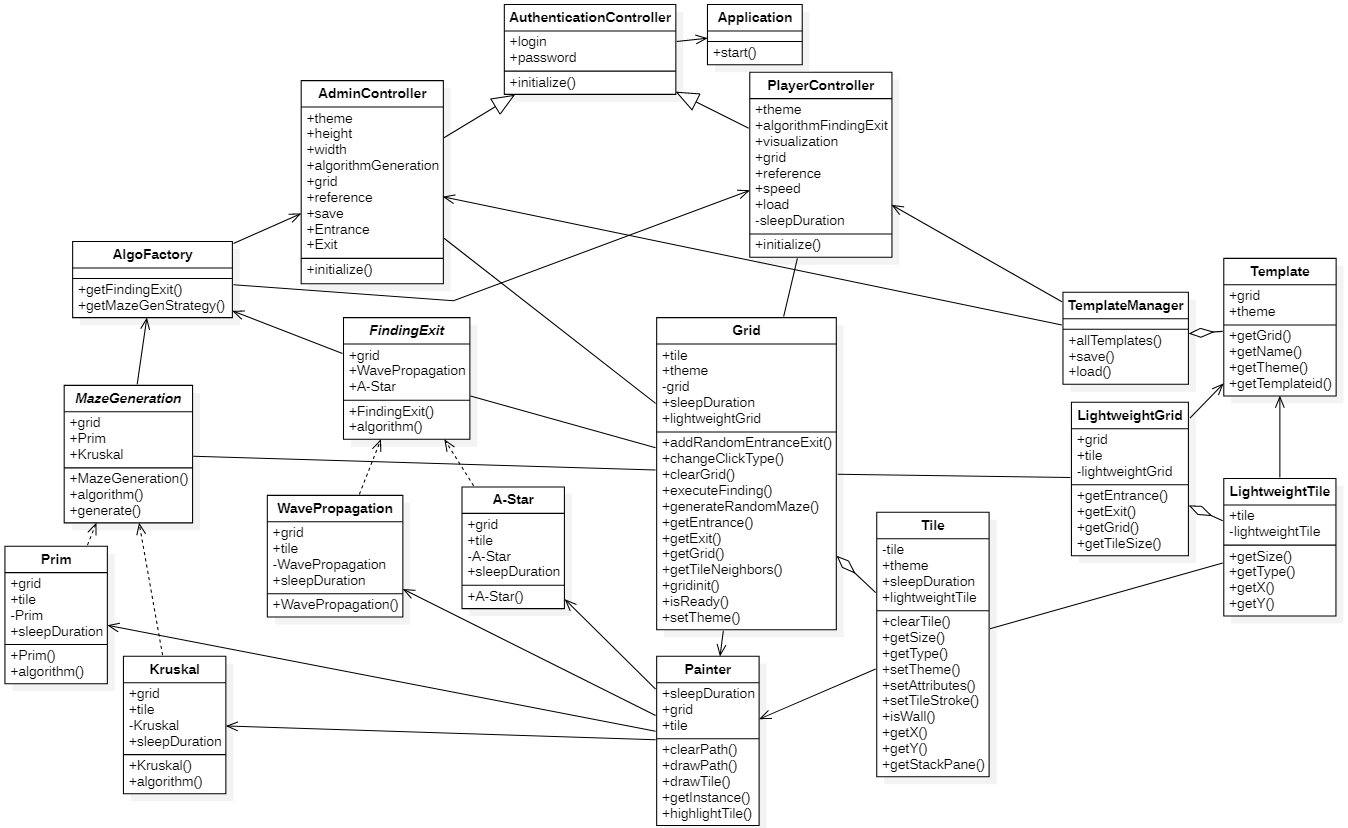 AuthenticationController
+login
+password
+initialize()
Application
+start()
AdminController
+theme
+height
+width
+algorithmGeneration
+grid
+reference
+save
+Entrance
+Exit
+initialize()
PlayerController
+theme
+algorithmFindingExit
+visualization
+grid
+reference
+speed
+load
-sleepDuration
+initialize()
AlgoFactory
+getFindingExit()
+getMazeGenStrategy()
FindingExit
+grid
+WavePropagation
+A-Star
+FindingExit()
+algorithm()
Grid
+tile
+theme
-grid
+sleepDuration
+lightweightGrid
+addRandomEntranceExit()
+changeClickType()
+clearGrid()
+executeFinding()
+generateRandomMaze()
+getEntrance()
+getExit()
+getGrid()
+getTileNeighbors()
+gridinit()
+isReady()
+setTheme()
TemplateManager
+allTemplates()
+save()
+load()
Template
+grid
+theme
+getGrid()
+getName()
+getTheme()
+getTemplateid()
MazeGeneration
+grid
+Prim
+Kruskal
+MazeGeneration()
+algorithm()
+generate()
LightweightGrid
+grid
+tile
-lightweightGrid
+getEntrance()
+getExit()
+getGrid()
+getTileSize()
LightweightTile
+tile
-lightweightTile
+getSize()
+getType()
+getX()
+getY()
WavePropagation
+grid
+tile
-WavePropagation
+sleepDuration
+WavePropagation()
A-Star
+grid
+tile
-A-Star
+sleepDuration
+A-Star()
Tile
-tile
+theme
+sleepDuration
+lightweightTile
+clearTile()
+getSize()
+getType()
+setTheme()
+setAttributes()
+setTileStroke()
+isWall()
+getX()
+getY()
+getStackPane()
Prim
+grid
+tile
-Prim
+sleepDuration
+Prim()
+algorithm()
Kruskal
+grid
+tile
-Kruskal
+sleepDuration
+Kruskal()
+algorithm()
Painter
+sleepDuration
+grid
+tile
+clearPath()
+drawPath()
+drawTile()
+getInstance()
+highlightTile()